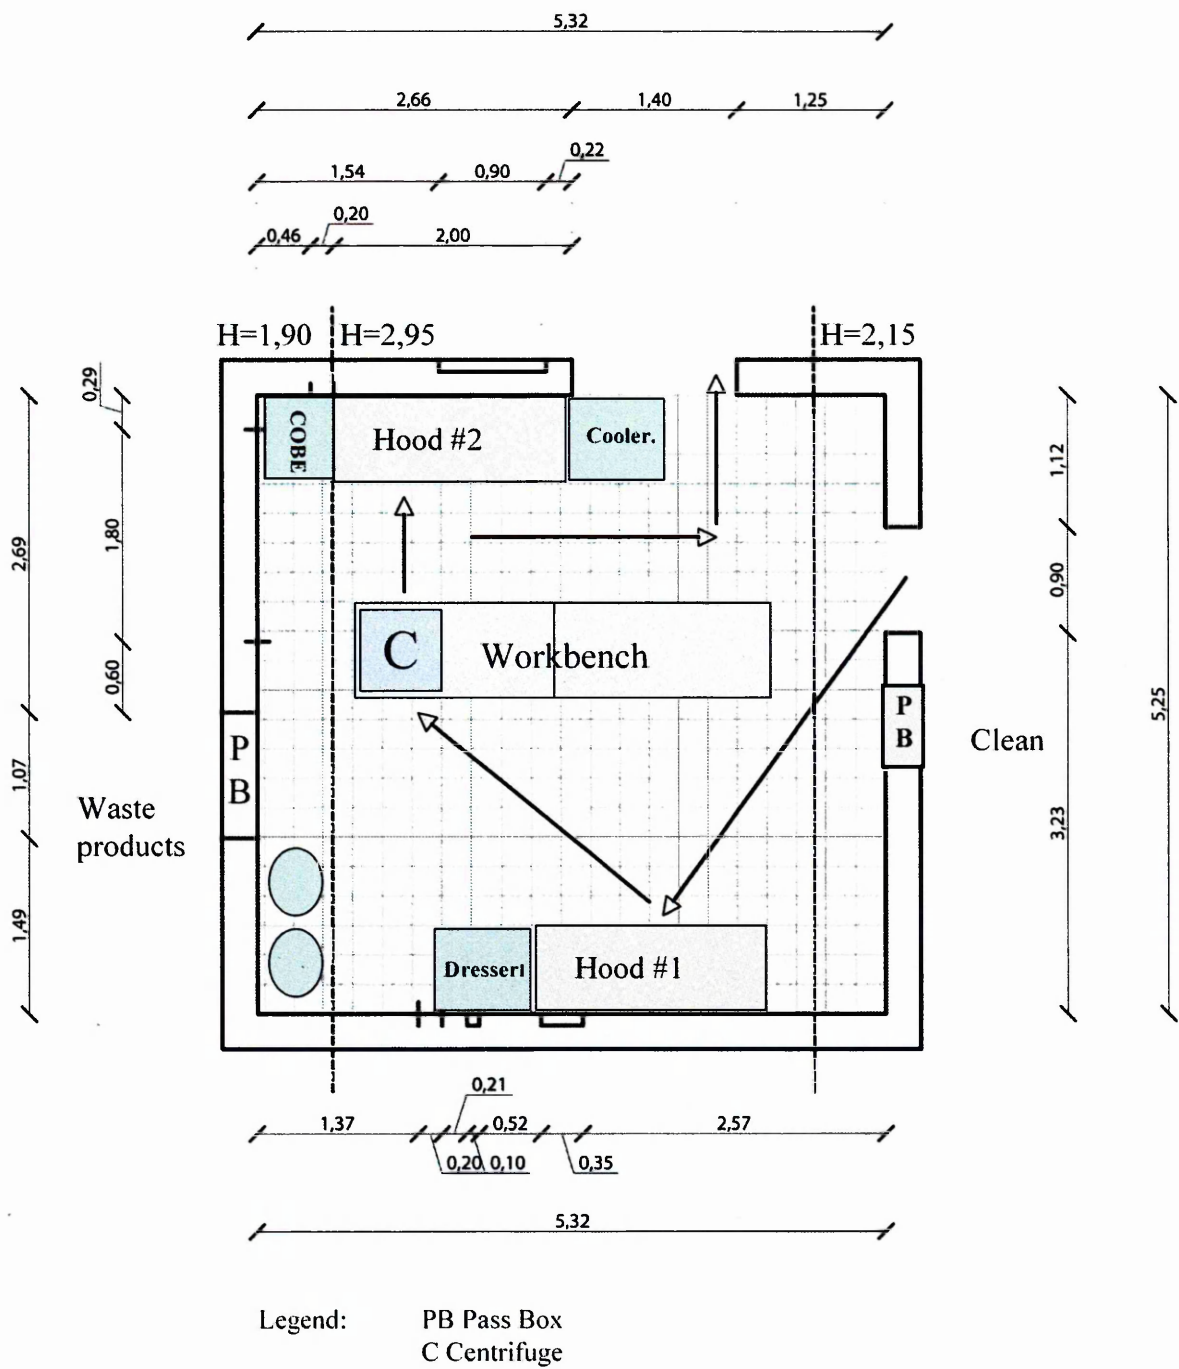 5,32
2,66 1,40 1,25
0,22
1,54 0,90
0,20
0,46 2,00
H=1,90 H=2,95 H=2,15
0,29
COBE
Hood #2
Cooler.
1,12
1,80
2,69
0,90
0,60
C
Workbench
5,25
PB
Clean
PB
1,07
Waste
products
3,23
1,49
Dresser1
Hood #1
0,21
1,37 0,52 2,57
0,20 0,10 0,35
5,32
Legend: PB Pass Box
C Centrifuge